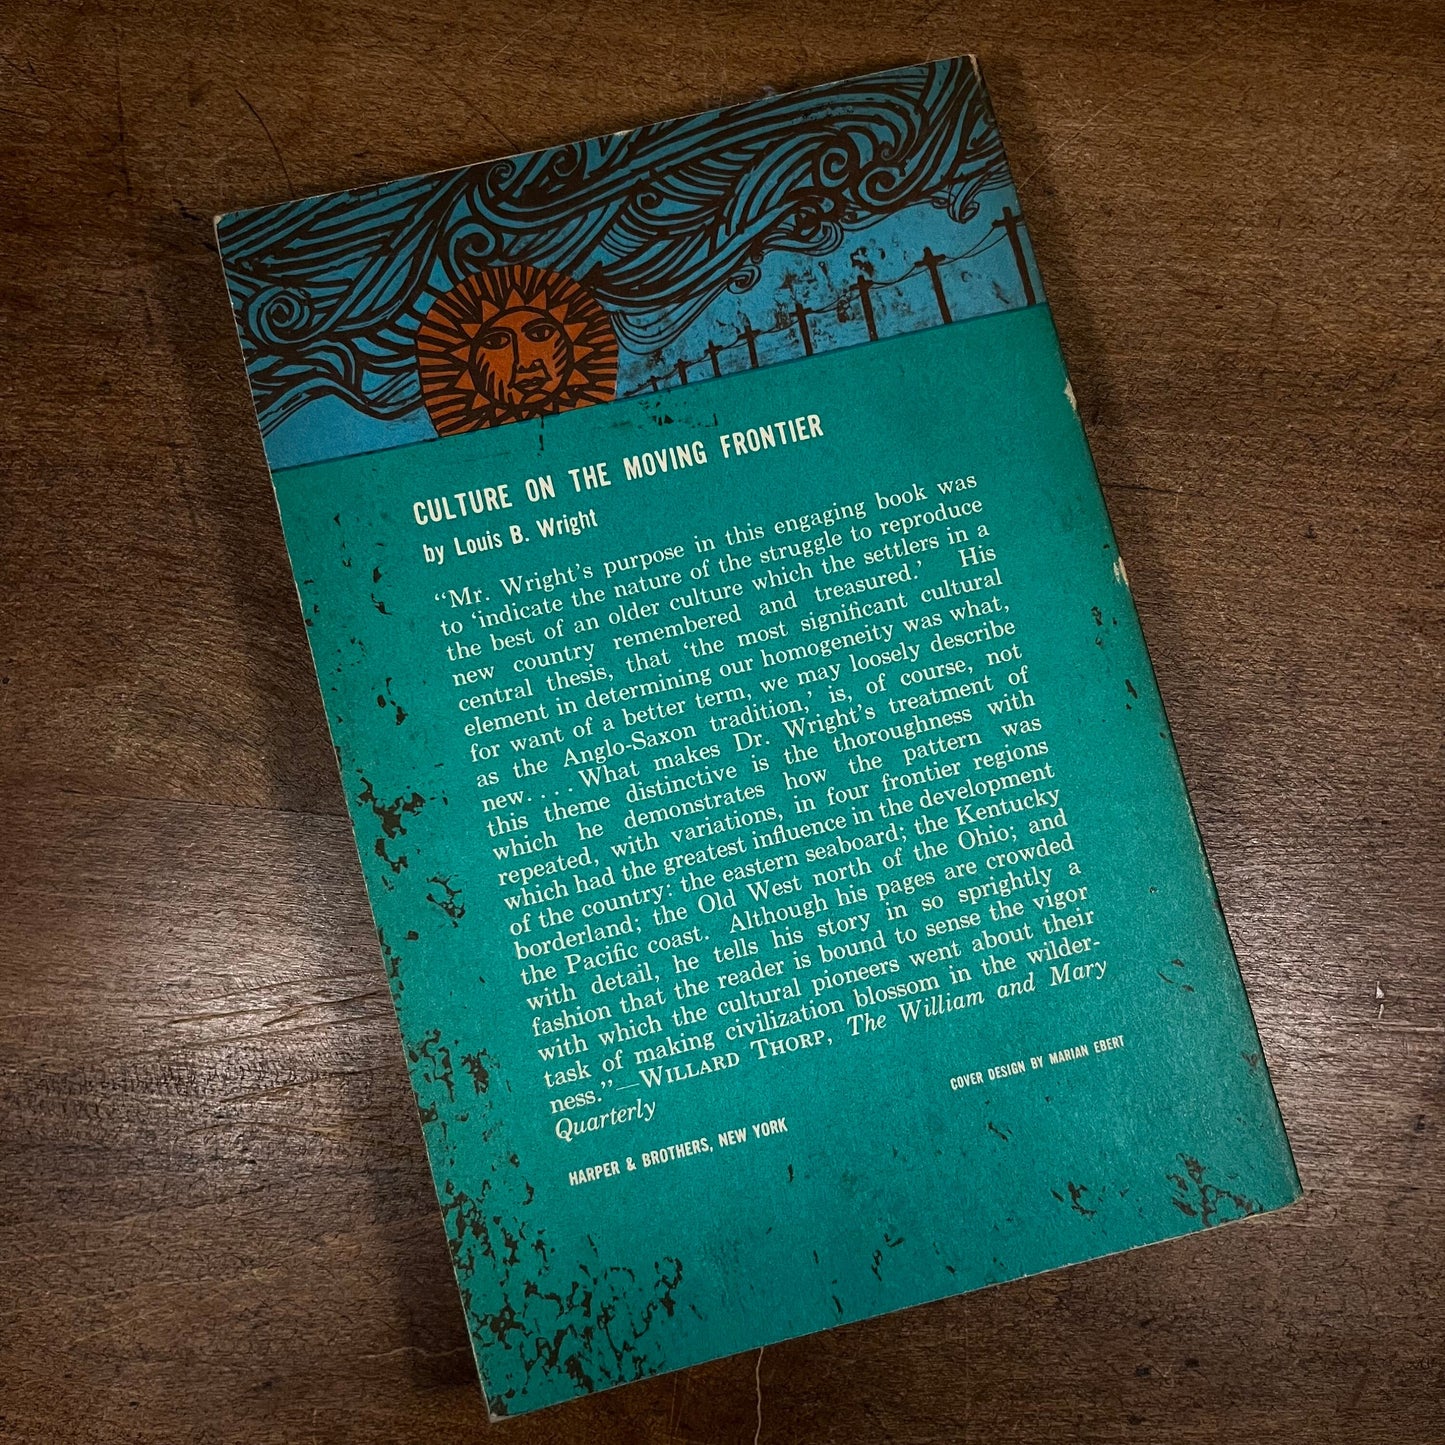 CULTURE ON THE MOVING FRONTIER
by Louis B. Wright
“Mr. Wright’s purpose in this engaging book was
to ‘indicate the nature of the struggle to reproduce
the best of an older culture which the settlers in a
new country remembered and treasured.’ His
central thesis, that ‘the most significant cultural
element in determining our homogeneity was what,
for want of a better term, we may loosely describe
as the Anglo-Saxon tradition,’ is, of course, not
new. . . . What makes Dr. Wright’s treatment of
this theme distinctive is the thoroughness with
which he demonstrates how the pattern was
repeated, with variations, in four frontier regions
which had the greatest influence in the development
of the country: the eastern seaboard; the Kentucky
borderland; the Old West north of the Ohio; and
the Pacific coast. Although his pages are crowded
with detail, he tells his story in so sprightly a
fashion that the reader is bound to sense the vigor
with which the cultural pioneers went about their
task of making civilization blossom in the wilder-
ness.”—WILLARD THORP, The William and Mary
Quarterly
COVER DESIGN BY MARIAN EBERT
HARPER & BROTHERS, NEW YORK